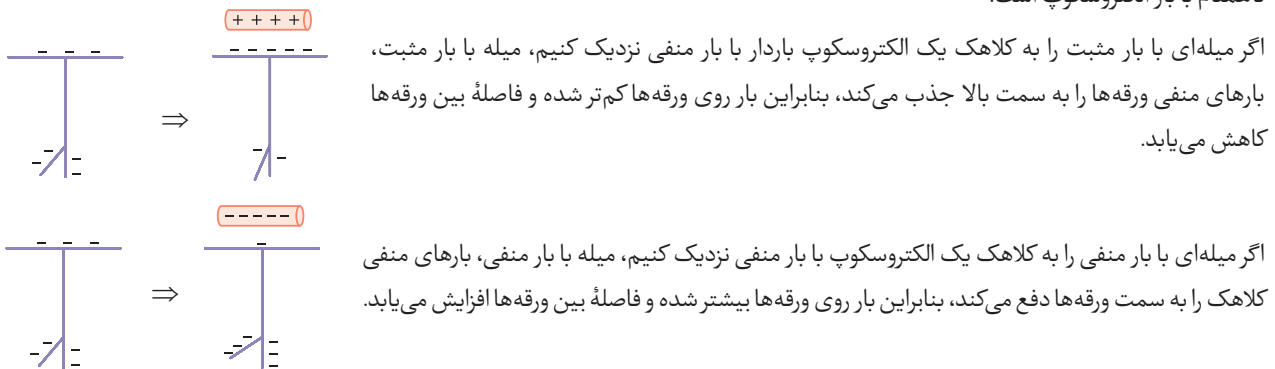 با بار الکتروسکوپ است.
+ + + +
اگر میله‌ای با بار مثبت را به کلاهک یک الکتروسکوپ باردار با بار منفی نزدیک کنیم، میله با بار مثبت،
بارهای منفی ورقه‌ها را به سمت بالا جذب می‌کند، بنابراین بار روی ورقه‌ها کم‌تر شده و فاصلهٔ بین ورقه‌ها
کاهش می‌یابد.
⇒
- - - - -
اگر میله‌ای با بار منفی را به کلاهک یک الکتروسکوپ با بار منفی نزدیک کنیم، میله با بار منفی، بارهای منفی
کلاهک را به سمت ورقه‌ها دفع می‌کند، بنابراین بار روی ورقه‌ها بیشتر شده و فاصلهٔ بین ورقه‌ها افزایش می‌یابد.
⇒